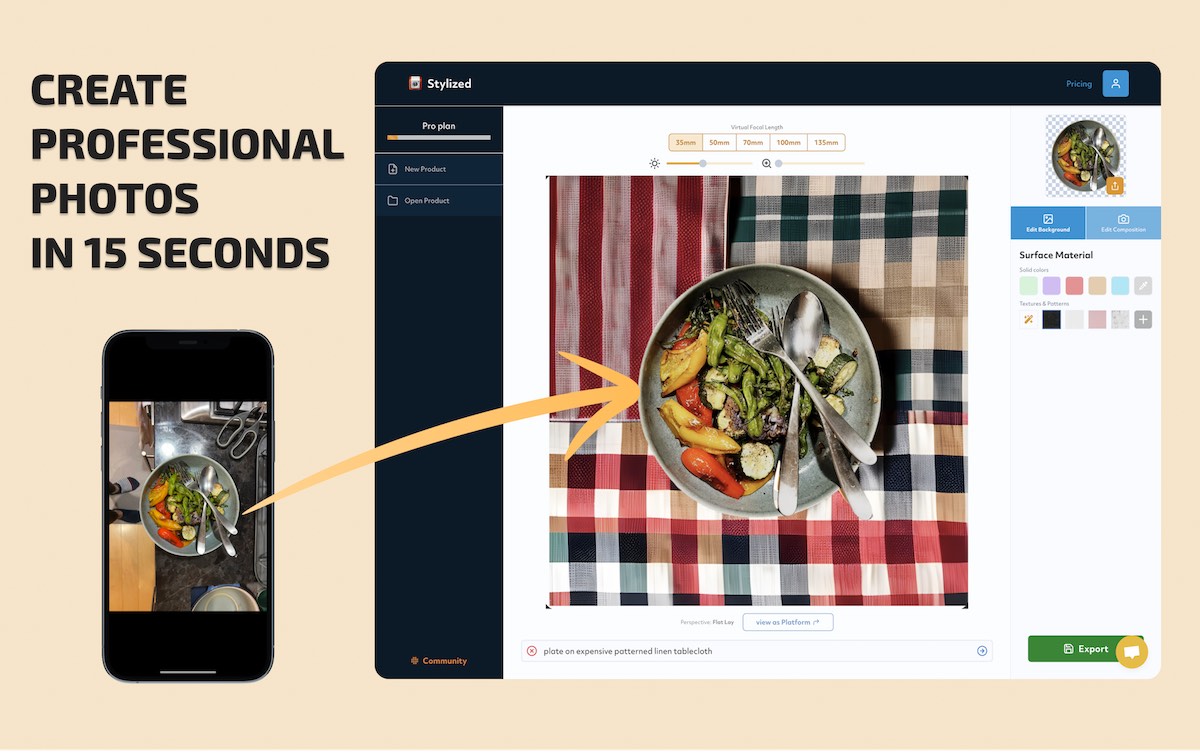 CREATE
PROFESSIONAL
PHOTOS
IN 15 SECONDS
Stylized
Pricing
Pro plan
New Product
Open Product
Community
Virtual Focal Length
35mm 50mm 70mm 100mm 135mm
Perspective: Flat Lay
view as Platform
plate on expensive patterned linen tablecloth
Edit Background
Edit Composition
Surface Material
Solid colors
Textures & Patterns
Export